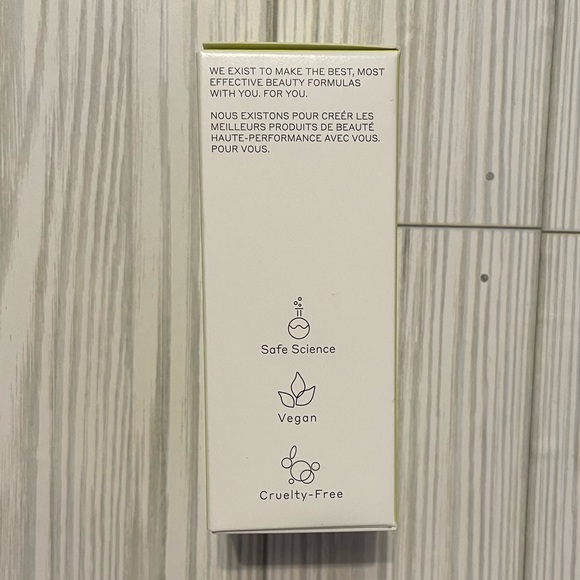 WE EXIST TO MAKE THE BEST, MOST
EFFECTIVE BEAUTY FORMULAS
WITH YOU. FOR YOU.
NOUS EXISTONS POUR CREÉR LES
MEILLEURS PRODUITS DE BEAUTÉ
HAUTE-PERFORMANCE AVEC VOUS.
POUR VOUS.
Safe Science
Vegan
Cruelty-Free